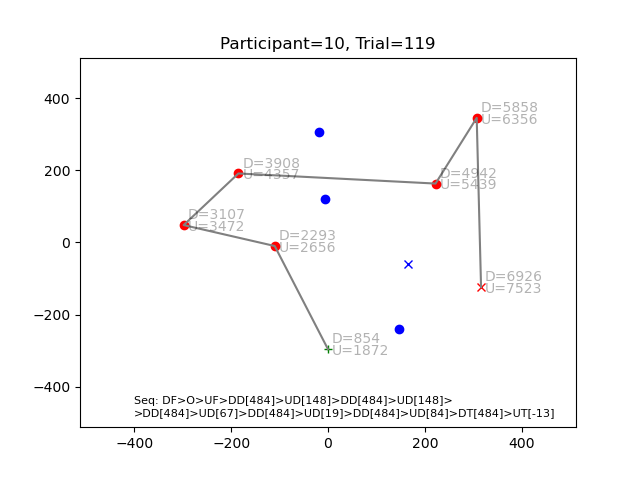 Participant=10, Trial=119
400
200
0
−200
−400
−400
−200
0
200
400
D=5858
U=6356
D=4942
U=5439
D=3908
U=4357
D=3107
U=3472
D=2293
U=2656
D=6926
U=7523
D=854
U=1872
Seq: DF>O>UF>DD[484]>UD[148]>DD[484]>UD[148]>
>DD[484]>UD[67]>DD[484]>UD[19]>DD[484]>UD[84]>DT[484]>UT[-13]